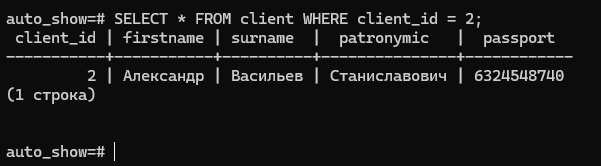 auto_show=# SELECT * FROM client WHERE client_id = 2;
 client_id | firstname | surname  |  patronymic   |  passport
-----------+-----------+----------+---------------+------------
         2 | Александр | Васильев | Станиславович | 6324548740
(1 строка)
auto_show=#